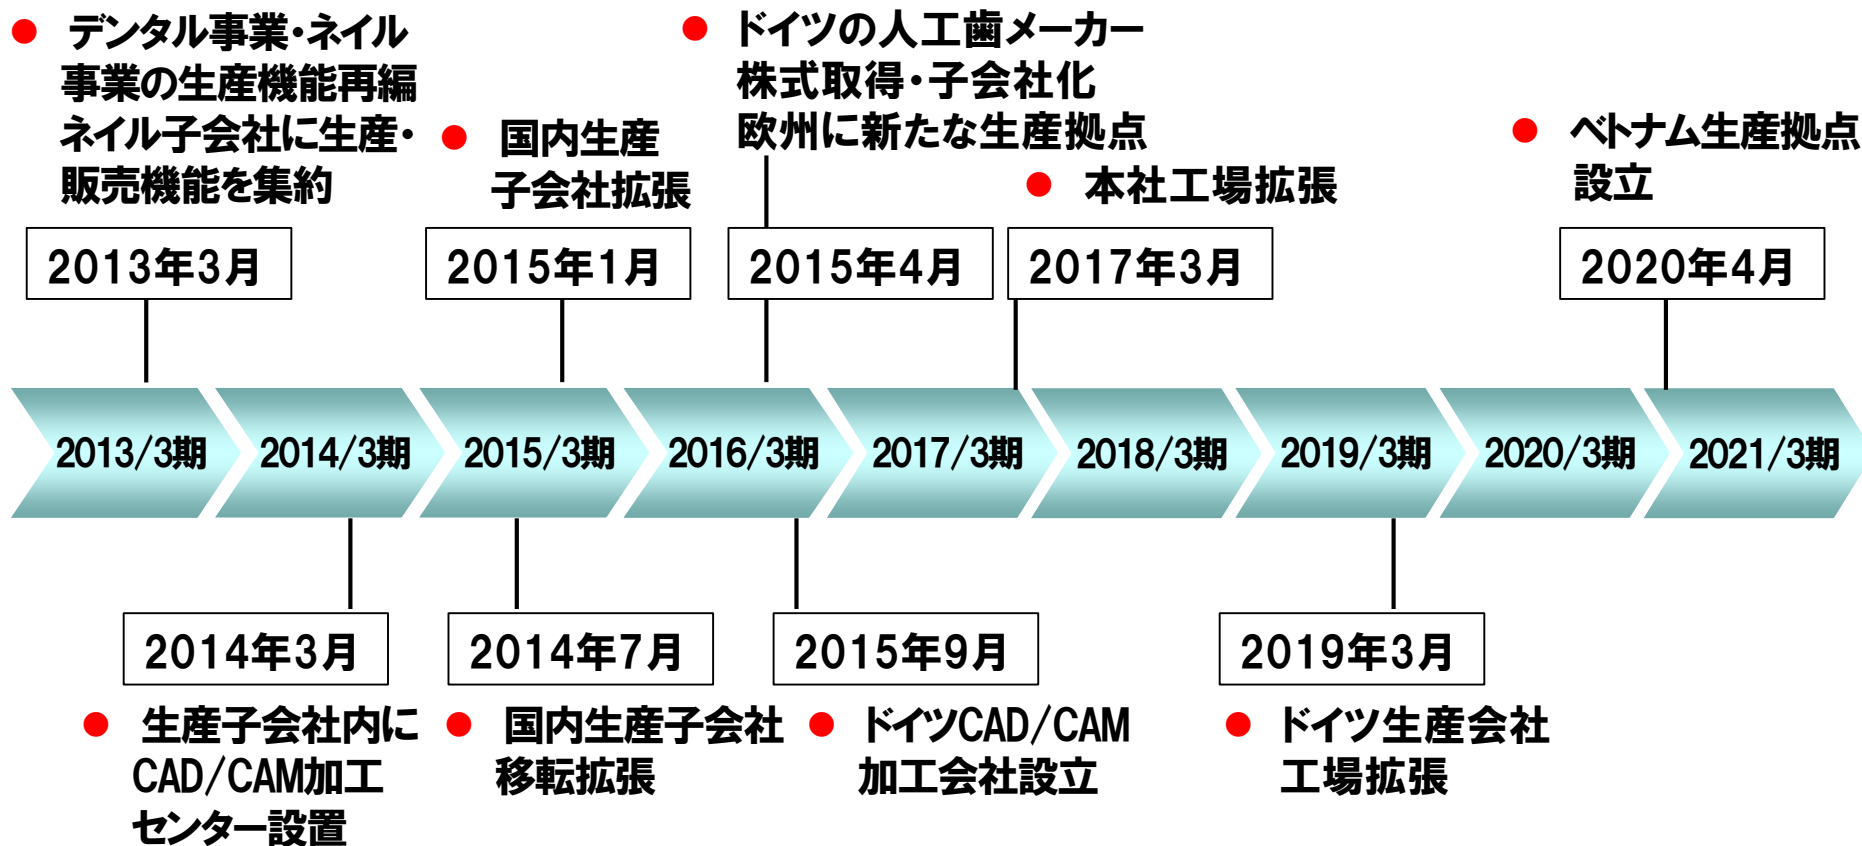 ● デンタル事業・ネイル
事業の生産機能再編
ネイル子会社に生産・
販売機能を集約
2013年3月
● 国内生産
子会社拡張
2015年1月
● ドイツの人工歯メーカー
株式取得・子会社化
欧州に新たな生産拠点
2015年4月
● 本社工場拡張
2017年3月
● ベトナム生産拠点
設立
2020年4月
2013/3期
2014/3期
2015/3期
2016/3期
2017/3期
2018/3期
2019/3期
2020/3期
2021/3期
2014年3月
● 生産子会社内に
CAD/CAM加工
センター設置
2014年7月
● 国内生産子会社
移転拡張
2015年9月
● ドイツCAD/CAM
加工会社設立
2019年3月
● ドイツ生産会社
工場拡張